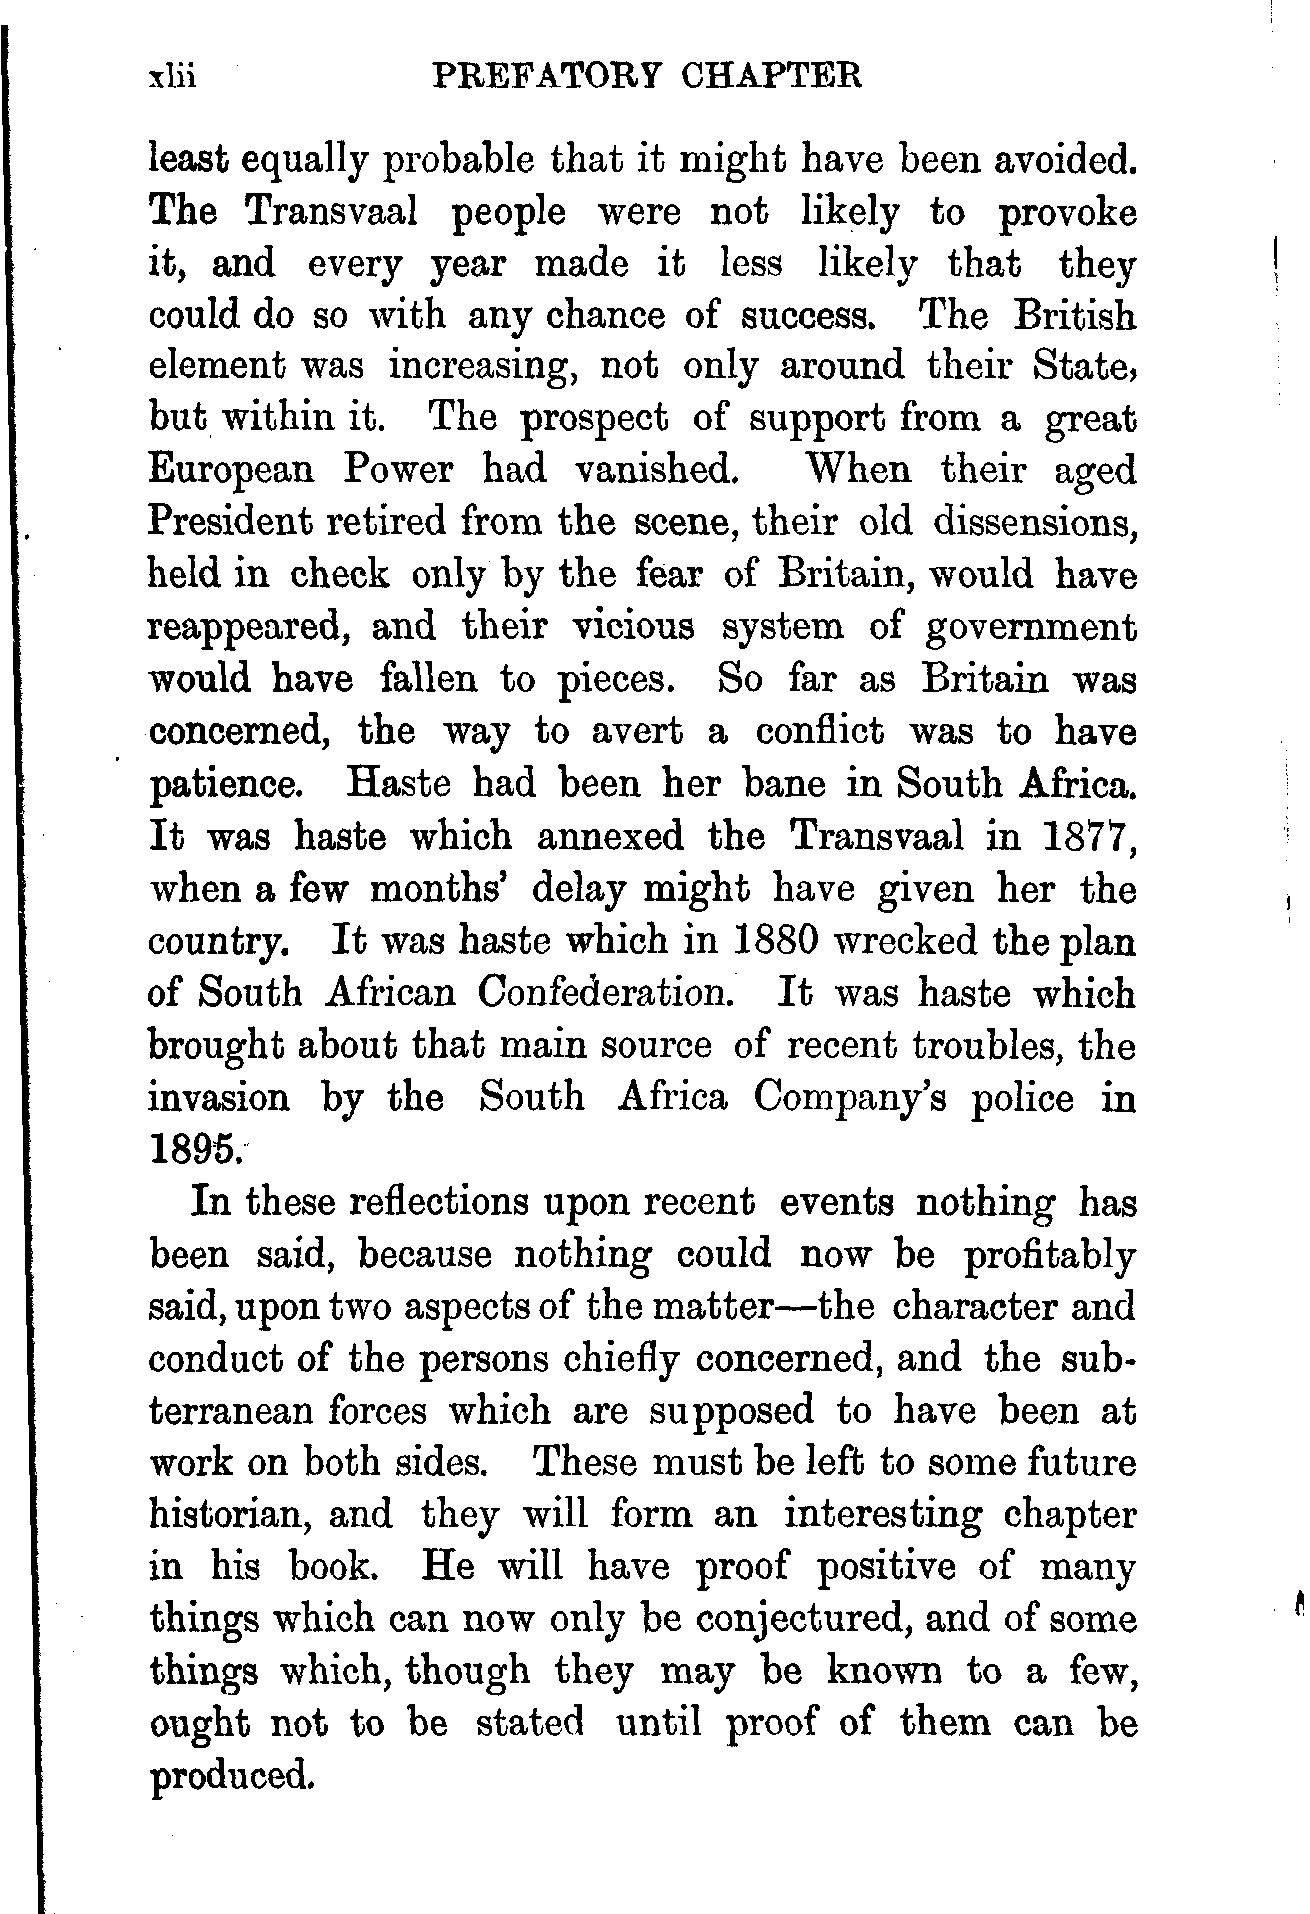 xlii PREFATORY CHAPTER
least equally probable that it might have been avoided.
The Transvaal people were not likely to provoke
it, and every year made it less likely that they
could do so with any chance of success. The British
element was increasing, not only around their State,
but within it. The prospect of support from a great
European Power had vanished. When their aged
President retired from the scene, their old dissensions,
held in check only by the fear of Britain, would have
reappeared, and their vicious system of government
would have fallen to pieces. So far as Britain was
concerned, the way to avert a conflict was to have
patience. Haste had been her bane in South Africa.
It was haste which annexed the Transvaal in 1877,
when a few months' delay might have given her the
country. It was haste which in 1880 wrecked the plan
of South African Confederation. It was haste which
brought about that main source of recent troubles, the
invasion by the South Africa Company's police in
1895.
In these reflections upon recent events nothing has
been said, because nothing could now be profitably
said, upon two aspects of the matter—the character and
conduct of the persons chiefly concerned, and the sub-
terranean forces which are supposed to have been at
work on both sides. These must be left to some future
historian, and they will form an interesting chapter
in his book. He will have proof positive of many
things which can now only be conjectured, and of some
things which, though they may be known to a few,
ought not to be stated until proof of them can be
produced.